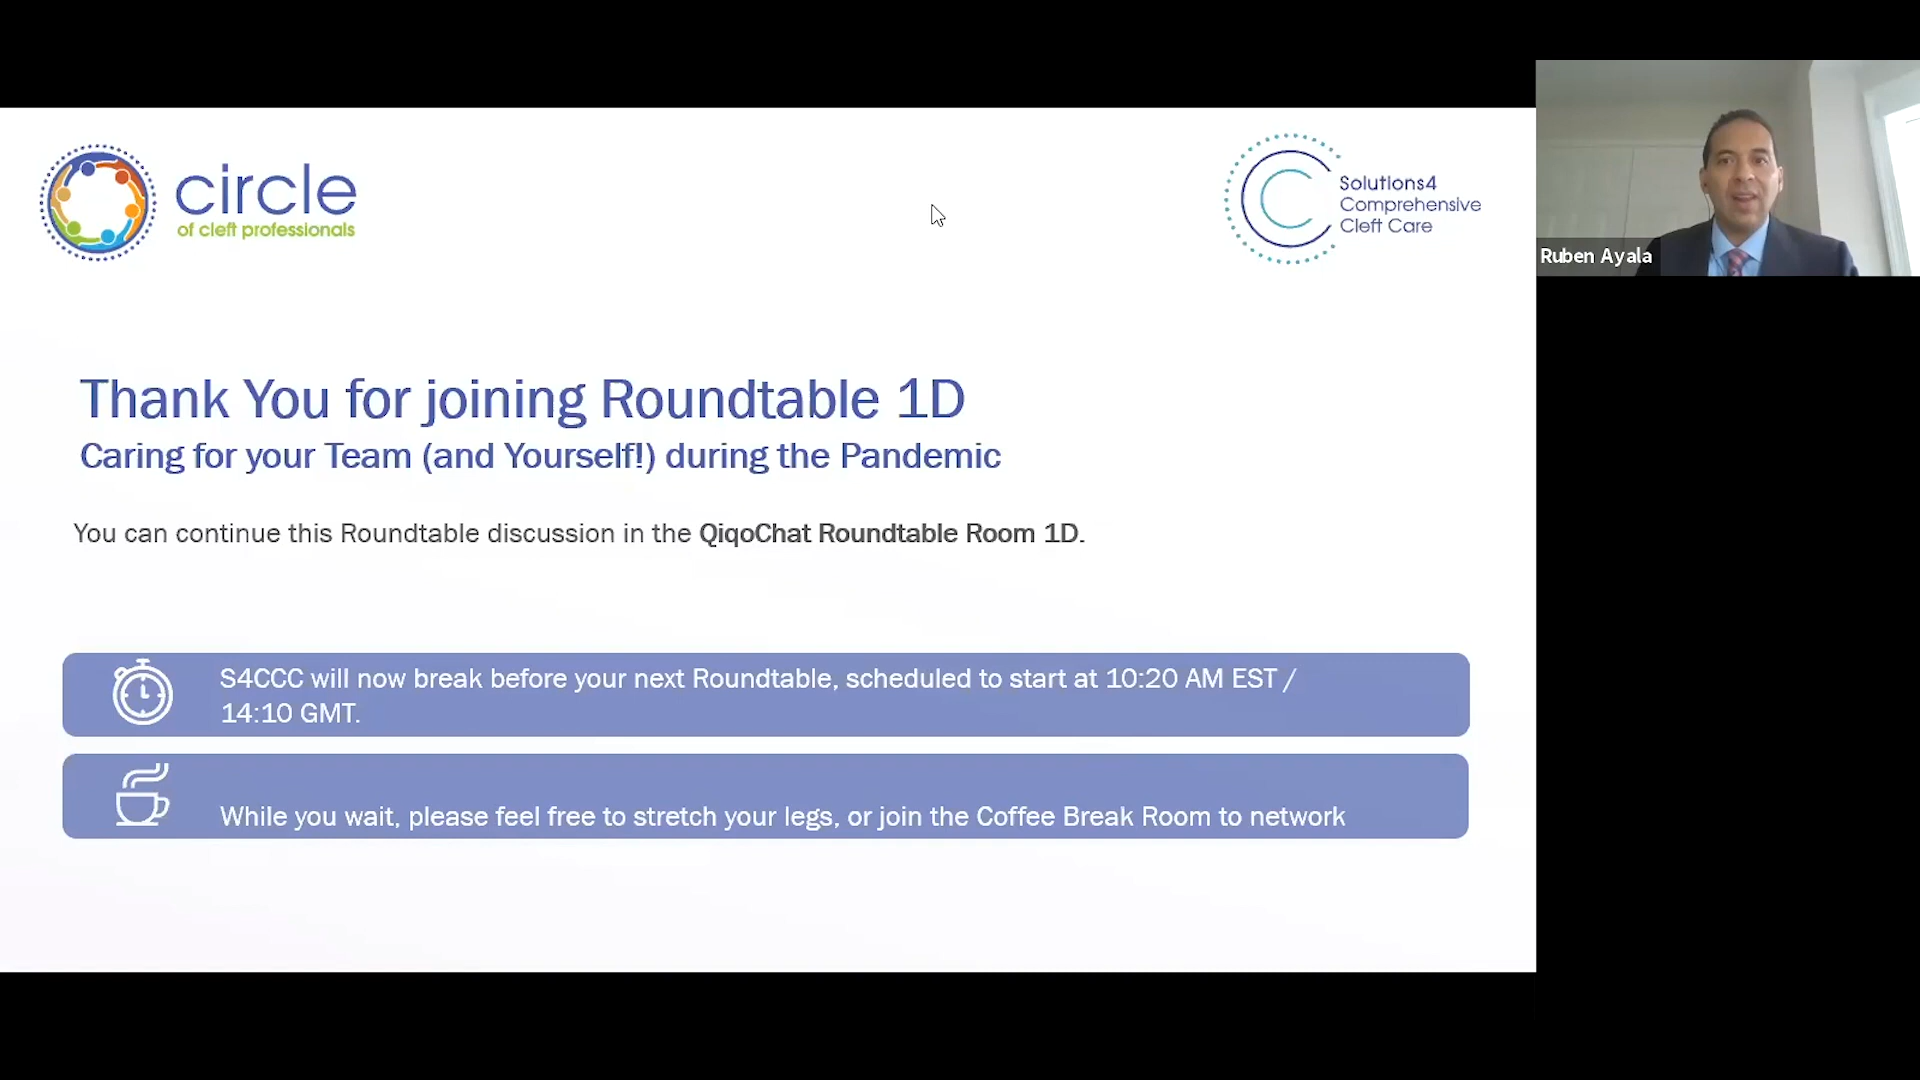 circle
of cleft professionals
Solutions4
Comprehensive
Cleft Care
Ruben Ayala
Thank You for joining Roundtable 1D
Caring for your Team (and Yourself!) during the Pandemic
You can continue this Roundtable discussion in the QiqoChat Roundtable Room 1D.
S4CCC will now break before your next Roundtable, scheduled to start at 10:20 AM EST /
14:10 GMT.
While you wait, please feel free to stretch your legs, or join the Coffee Break Room to network